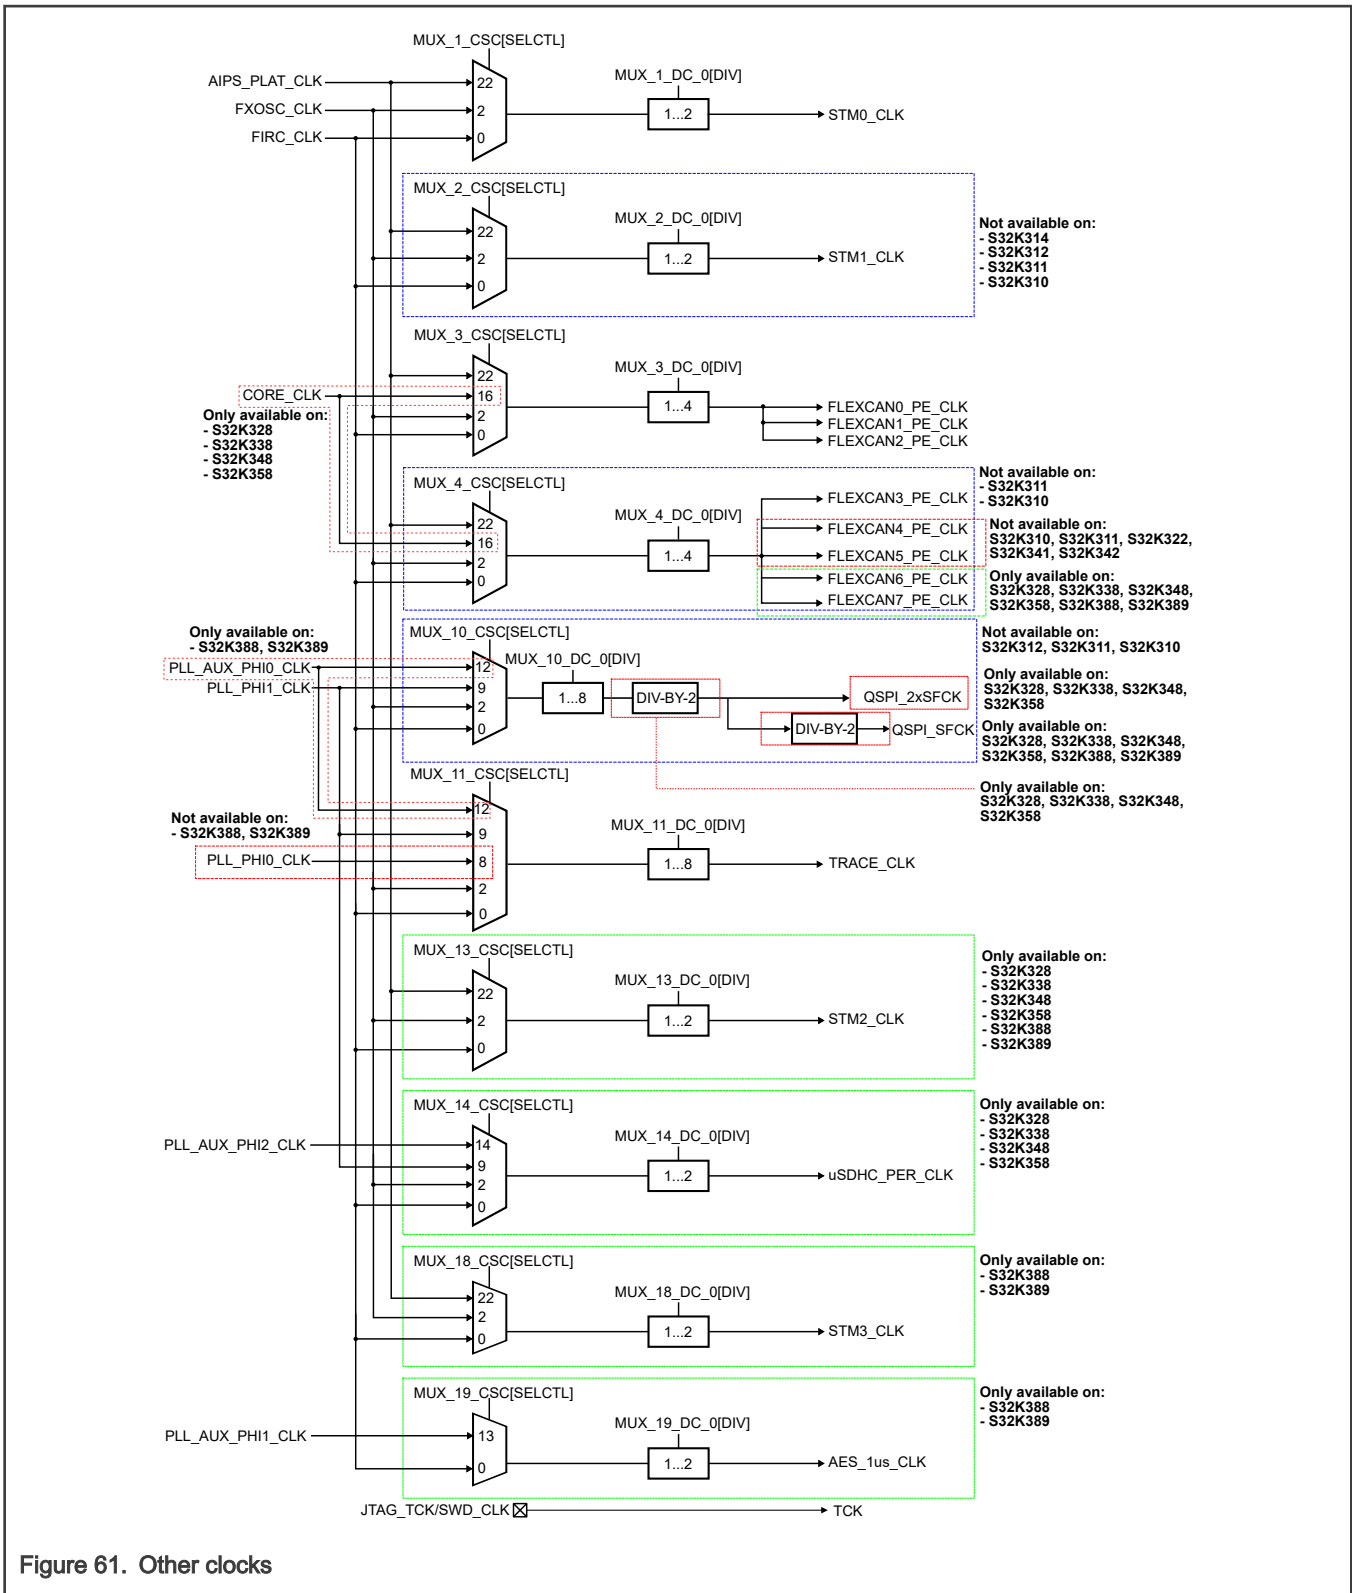 MUX_1_CSC[SELCTL]
AIPS_PLAT_CLK
22
MUX_1_DC_0[DIV]
FXOSC_CLK
2
1...2
STM0_CLK
FIRC_CLK
0
MUX_2_CSC[SELCTL]
22
MUX_2_DC_0[DIV]
2
1...2
STM1_CLK
0
Not available on:
- S32K314
- S32K312
- S32K311
- S32K310
MUX_3_CSC[SELCTL]
22
MUX_3_DC_0[DIV]
CORE_CLK
16
2
0
1...4
FLEXCAN0_PE_CLK
FLEXCAN1_PE_CLK
FLEXCAN2_PE_CLK
Only available on:
- S32K328
- S32K338
- S32K348
- S32K358
MUX_4_CSC[SELCTL]
22
16
2
0
MUX_4_DC_0[DIV]
1...4
FLEXCAN3_PE_CLK
FLEXCAN4_PE_CLK
FLEXCAN5_PE_CLK
FLEXCAN6_PE_CLK
FLEXCAN7_PE_CLK
Not available on:
- S32K311
- S32K310
Not available on:
S32K310, S32K311, S32K322,
S32K341, S32K342
Only available on:
S32K328, S32K338, S32K348,
S32K358, S32K388, S32K389
Only available on:
- S32K388, S32K389
MUX_10_CSC[SELCTL]
PLL_AUX_PHI0_CLK
12
PLL_PHI1_CLK
9
2
0
MUX_10_DC_0[DIV]
1...8
DIV-BY-2
QSPI_2xSFCK
DIV-BY-2
QSPI_SFCK
Not available on:
S32K312, S32K311, S32K310
Only available on:
S32K328, S32K338, S32K348,
S32K358
Only available on:
S32K328, S32K338, S32K348,
S32K358, S32K388, S32K389
Only available on:
S32K328, S32K338, S32K348,
S32K358
MUX_11_CSC[SELCTL]
12
Not available on:
- S32K388, S32K389
9
PLL_PHI0_CLK
8
2
0
MUX_11_DC_0[DIV]
1...8
TRACE_CLK
MUX_13_CSC[SELCTL]
22
2
0
MUX_13_DC_0[DIV]
1...2
STM2_CLK
Only available on:
- S32K328
- S32K338
- S32K348
- S32K358
- S32K388
- S32K389
MUX_14_CSC[SELCTL]
PLL_AUX_PHI2_CLK
14
9
2
0
MUX_14_DC_0[DIV]
1...2
uSDHC_PER_CLK
Only available on:
- S32K328
- S32K338
- S32K348
- S32K358
MUX_18_CSC[SELCTL]
22
2
0
MUX_18_DC_0[DIV]
1...2
STM3_CLK
Only available on:
- S32K388
- S32K389
MUX_19_CSC[SELCTL]
PLL_AUX_PHI1_CLK
13
0
MUX_19_DC_0[DIV]
1...2
AES_1us_CLK
Only available on:
- S32K388
- S32K389
JTAG_TCK/SWD_CLK
TCK
Figure 61. Other clocks